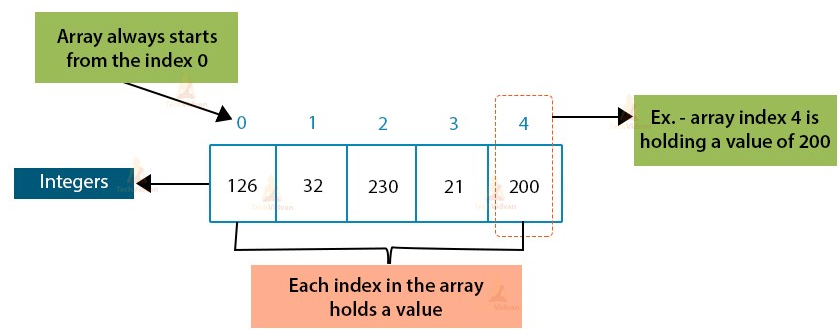 Array always starts
from the index 0
0 1 2 3 4
Ex. - array index 4 is
holding a value of 200
Integers
126 32 230 21 200
Each index in the array
holds a value